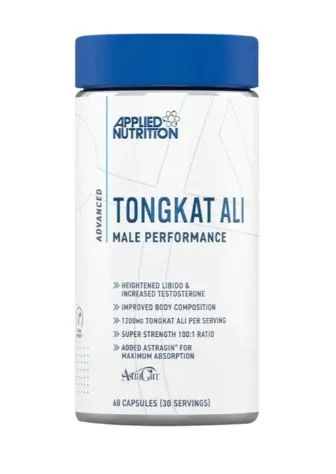 APPLIED
NUTRITION
ADVANCED
TONGKAT ALI
MALE PERFORMANCE
» HEIGHTENED LIBIDO &
INCREASED TESTOSTERONE
» IMPROVED BODY COMPOSITION
» 1200MG TONGKAT ALI PER SERVING
» SUPER STRENGTH 100:1 RATIO
» ADDED ASTRAGIN® FOR
MAXIMUM ABSORPTION
AstraGin
60 CAPSULES (30 SERVINGS)